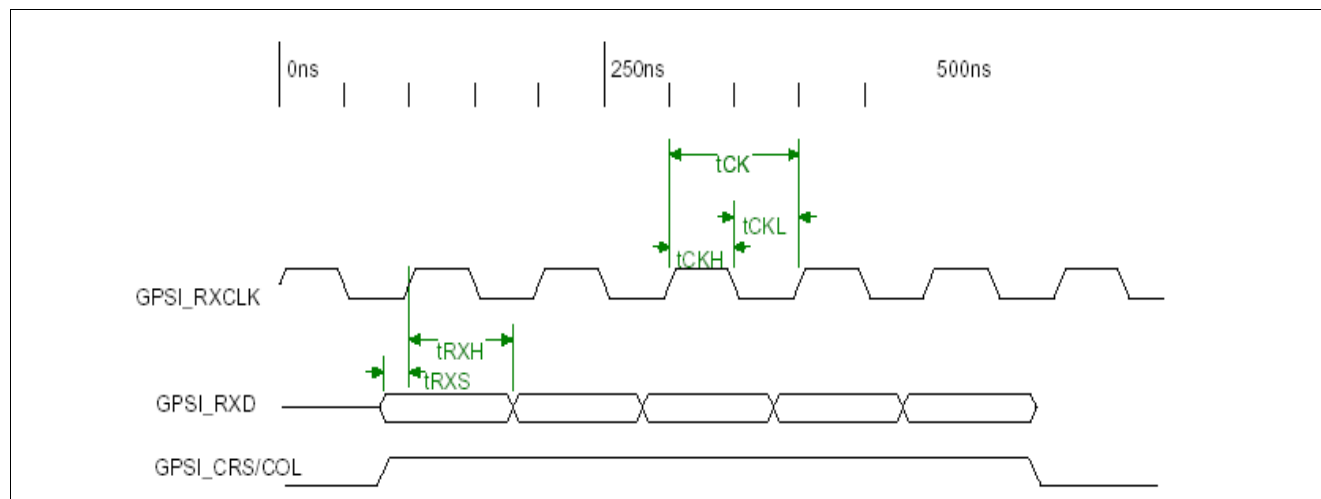 0ns 250ns 500ns
tCK
tCKL
tCKH
GPSI_RXCLK
tRXH
tRXS
GPSI_RXD
GPSI_CRS/COL